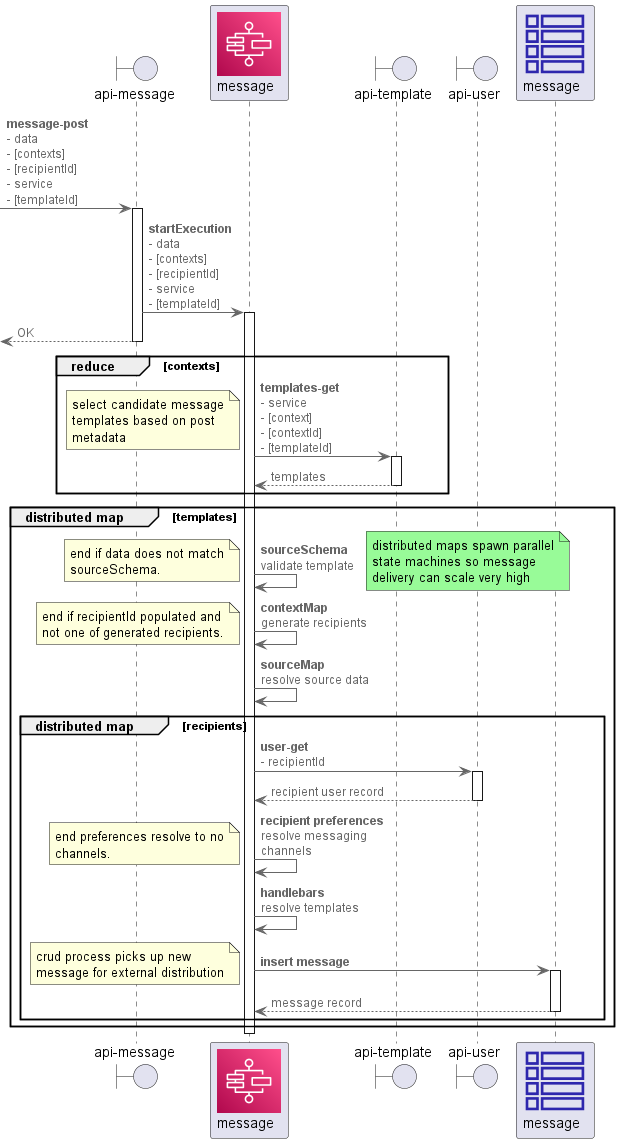 api-message
message
api-template
api-user
message
message-post
- data
- [contexts]
- [recipientId]
- service
- [templateId]
startExecution
- data
- [contexts]
- [recipientId]
- service
- [templateId]
OK
reduce
[contexts]
select candidate message
templates based on post
metadata
templates-get
- service
- [context]
- [contextId]
- [templateId]
templates
distributed map
[templates]
end if data does not match
sourceSchema.
sourceSchema
validate template
distributed maps spawn parallel
state machines so message
delivery can scale very high
end if recipientId populated and
not one of generated recipients.
contextMap
generate recipients
sourceMap
resolve source data
distributed map
[recipients]
user-get
- recipientId
recipient user record
end preferences resolve to no
channels.
recipient preferences
resolve messaging
channels
handlebars
resolve templates
crud process picks up new
message for external distribution
insert message
message record
api-message
message
api-template
api-user
message